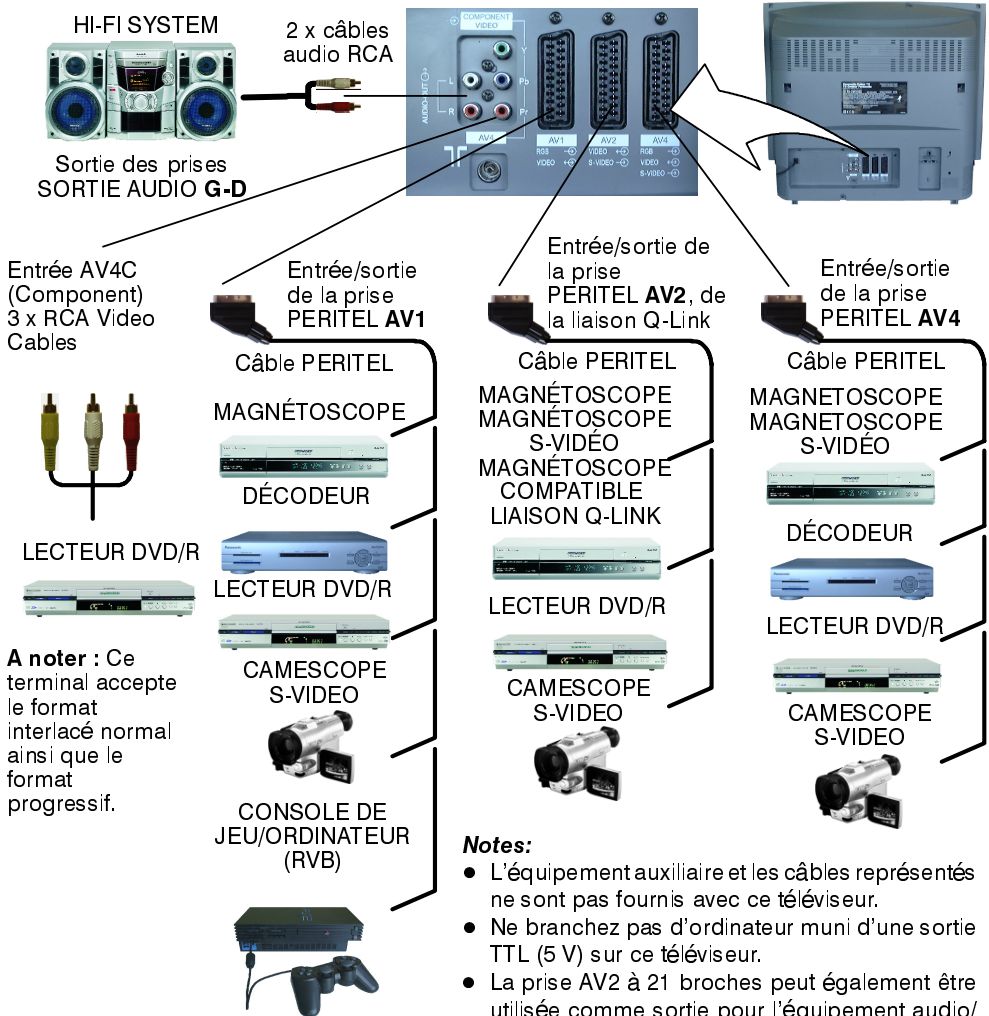 HI-FI SYSTEM
2 x câbles
audio RCA
Sortie des prises
SORTIE AUDIO G-D
COMPONENT
VIDEO
Y
Pb
Pr
L
R
AUDIO-AUT
AV4
AV1
RGB
VIDEO
AV2
VIDEO
S-VIDEO
AV4
RGB
VIDEO
S-VIDEO
Entrée AV4C
(Component)
3 x RCA Video
Cables
LECTEUR DVD/R
A noter : Ce
terminal accepte
le format
interlacé normal
ainsi que le
format
progressif.
Entrée/sortie
de la prise
PERITEL AV1
Câble PERITEL
MAGNÉTOSCOPE
DÉCODEUR
LECTEUR DVD/R
CAMESCOPE
S-VIDEO
CONSOLE DE
JEU/ORDINATEUR
(RVB)
Entrée/sortie de
la prise
PERITEL AV2, de
la liaison Q-Link
Câble PERITEL
MAGNÉTOSCOPE
MAGNÉTOSCOPE
S-VIDÉO
MAGNÉTOSCOPE
COMPATIBLE
LIAISON Q-LINK
LECTEUR DVD/R
CAMESCOPE
S-VIDEO
Entrée/sortie
de la prise
PERITEL AV4
Câble PERITEL
MAGNETOSCOPE
MAGNETOSCOPE
S-VIDÉO
DÉCODEUR
LECTEUR DVD/R
CAMESCOPE
S-VIDEO
Notes:
● L'équipement auxiliaire et les câbles représentés
ne sont pas fournis avec ce téléviseur.
● Ne branchez pas d'ordinateur muni d'une sortie
TTL (5 V) sur ce téléviseur.
● La prise AV2 à 21 broches peut également être
utilisée comme sortie pour l'équipement audio/